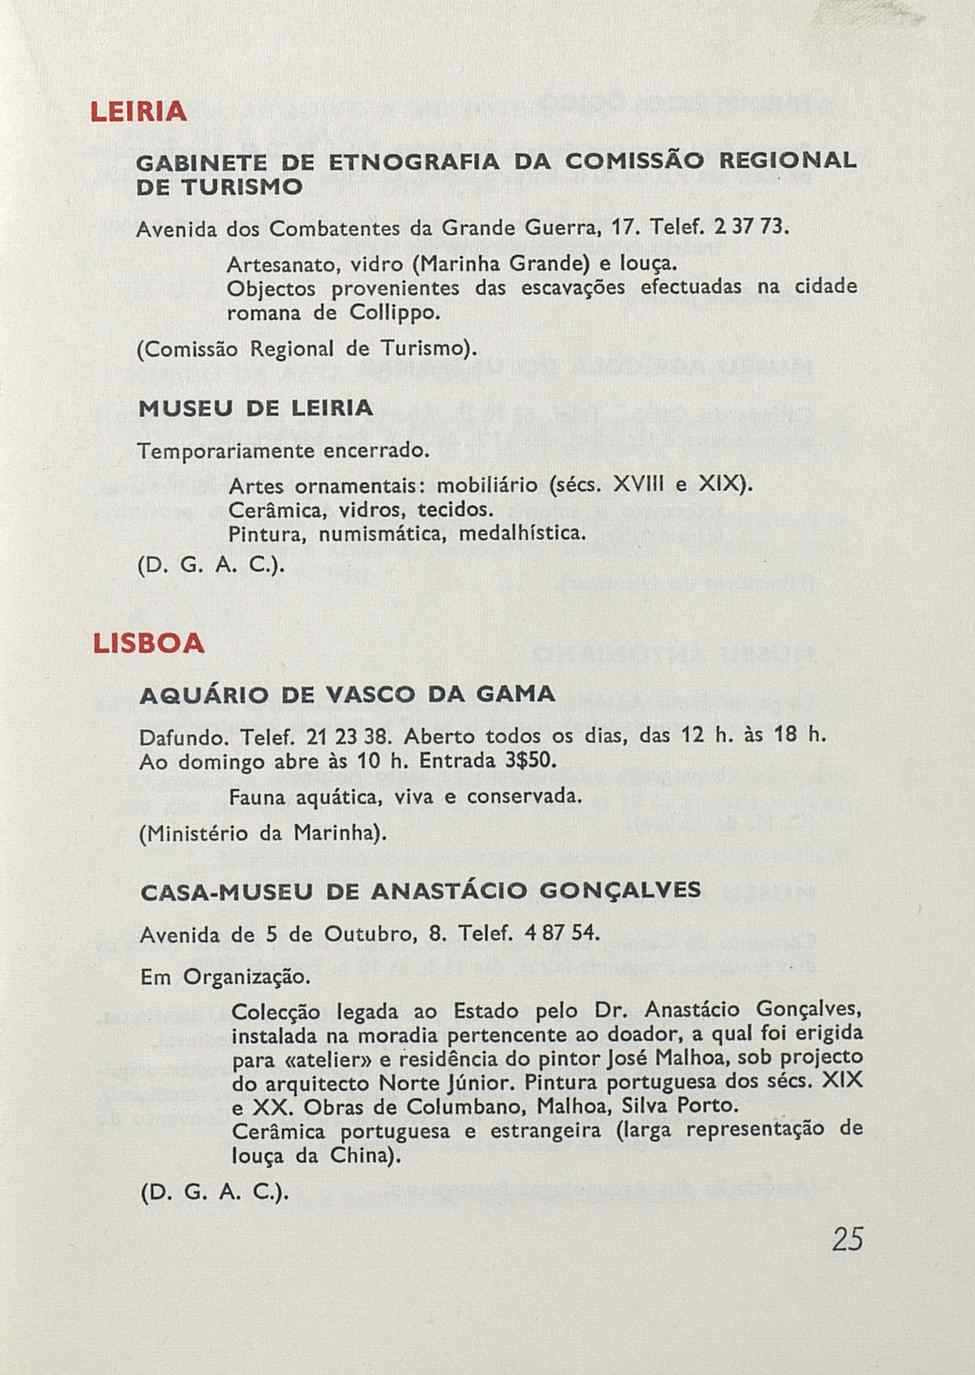 LEIRIA
GABINETE DE ETNOGRAFIA DA COMISSÃO REGIONAL
DE TURISMO
Avenida dos Combatentes da Grande Guerra, 17. Telef. 2 37 73.
Artesanato, vidro (Marinha Grande) e louça.
Objectos provenientes das escavações efectuadas na cidade
romana de Collippo.
(Comissão Regional de Turismo).
MUSEU DE LEIRIA
Temporariamente encerrado.
Artes ornamentais: mobiliário (sécs. XVIII e XIX).
Cerâmica, vidros, tecidos.
Pintura, numismática, medalhística.
(D. G. A. C.).
LISBOA
AQUÁRIO DE VASCO DA GAMA
Dafundo. Telef. 21 23 38. Aberto todos os dias, das 12 h. às 18 h.
Ao domingo abre às 10 h. Entrada 3$50.
Fauna aquática, viva e conservada.
(Ministério da Marinha).
CASA-MUSEU DE ANASTÁCIO GONÇALVES
Avenida de 5 de Outubro, 8. Telef. 4 87 54.
Em Organização.
Colecção legada ao Estado pelo Dr. Anastácio Gonçalves,
instalada na moradia pertencente ao doador, a qual foi erigida
para «atelier» e residência do pintor José Malhoa, sob projecto
do arquitecto Norte Júnior. Pintura portuguesa dos sécs. XIX
e XX. Obras de Columbano, Malhoa, Silva Porto.
Cerâmica portuguesa e estrangeira (larga representação de
louça da China).
(D. G. A. C.).
25